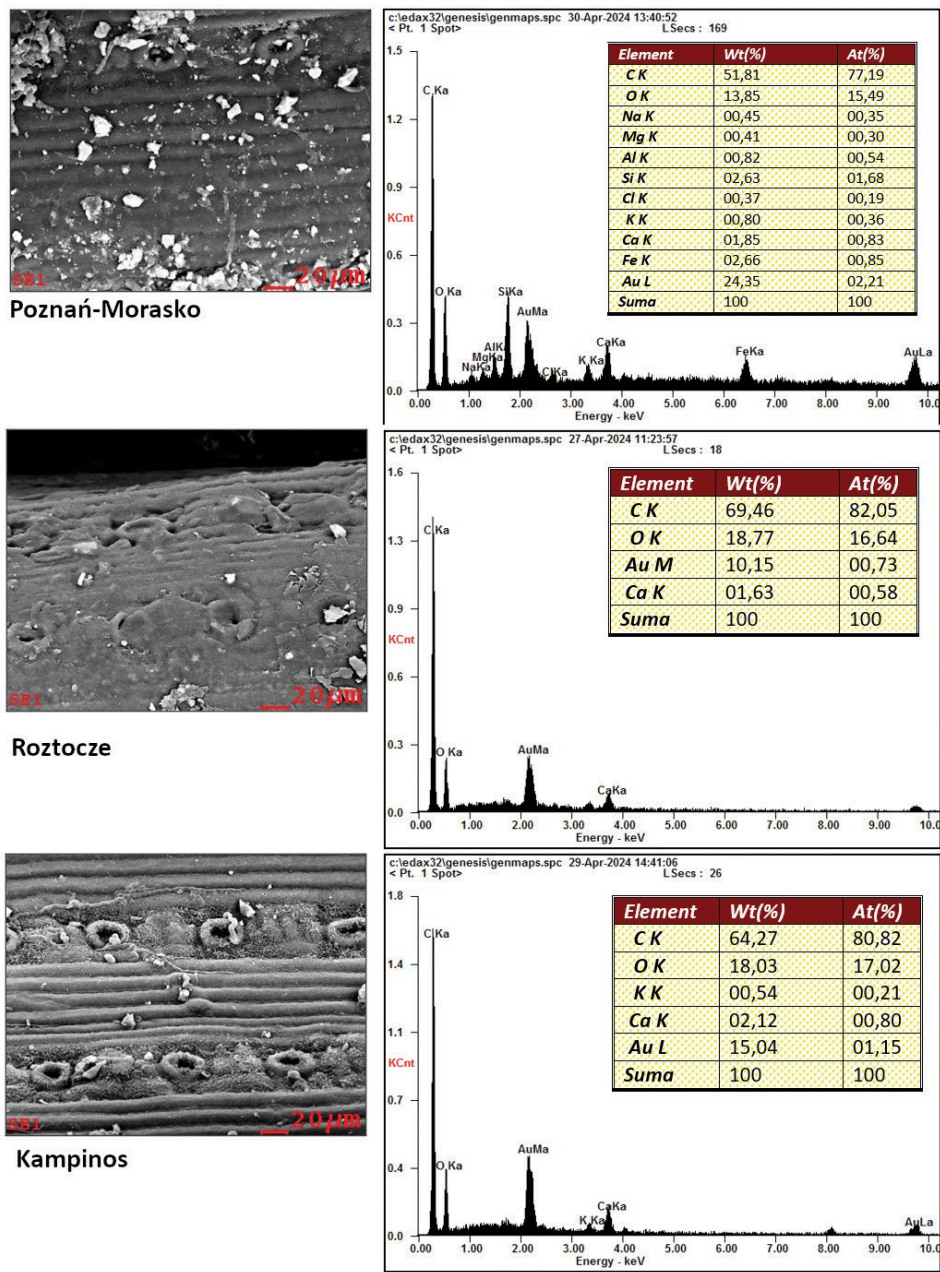 SE1 20µm
Poznań-Morasko
c:\edax32\genesis\genmaps.spc 30-Apr-2024 13:40:52
< Pt. 1 Spot> LSecs : 169
Element Wt(%) At(%)
C K 51,81 77,19
O K 13,85 15,49
Na K 00,45 00,35
Mg K 00,41 00,30
Al K 00,82 00,54
Si K 02,63 01,68
Cl K 00,37 00,19
K K 00,80 00,36
Ca K 01,85 00,83
Fe K 02,66 00,85
Au L 24,35 02,21
Suma 100 100
1.5
1.2
0.9
KCnt
0.6
0.3
0.0
C Ka
O Ka
NaKa
MgKa
AlKa
SiKa
AuMa
ClKa
K Ka
CaKa
FeKa
AuLa
0.00 1.00 2.00 3.00 4.00 5.00 6.00 7.00 8.00 9.00 10.0
Energy - keV
SE1 20µm
Roztocze
c:\edax32\genesis\genmaps.spc 27-Apr-2024 11:23:57
< Pt. 1 Spot> LSecs : 18
Element Wt(%) At(%)
C K 69,46 82,05
O K 18,77 16,64
Au M 10,15 00,73
Ca K 01,63 00,58
Suma 100 100
1.6
1.3
0.9
KCnt
0.6
0.3
0.0
C Ka
O Ka
AuMa
CaKa
0.00 1.00 2.00 3.00 4.00 5.00 6.00 7.00 8.00 9.00 10.0
Energy - keV
SE1 20µm
Kampinos
c:\edax32\genesis\genmaps.spc 29-Apr-2024 14:41:06
< Pt. 1 Spot> LSecs : 26
Element Wt(%) At(%)
C K 64,27 80,82
O K 18,03 17,02
K K 00,54 00,21
Ca K 02,12 00,80
Au L 15,04 01,15
Suma 100 100
1.8
1.4
1.1
KCnt
0.7
0.4
0.0
C Ka
O Ka
AuMa
K Ka
CaKa
AuLa
0.00 1.00 2.00 3.00 4.00 5.00 6.00 7.00 8.00 9.00 10.0
Energy - keV